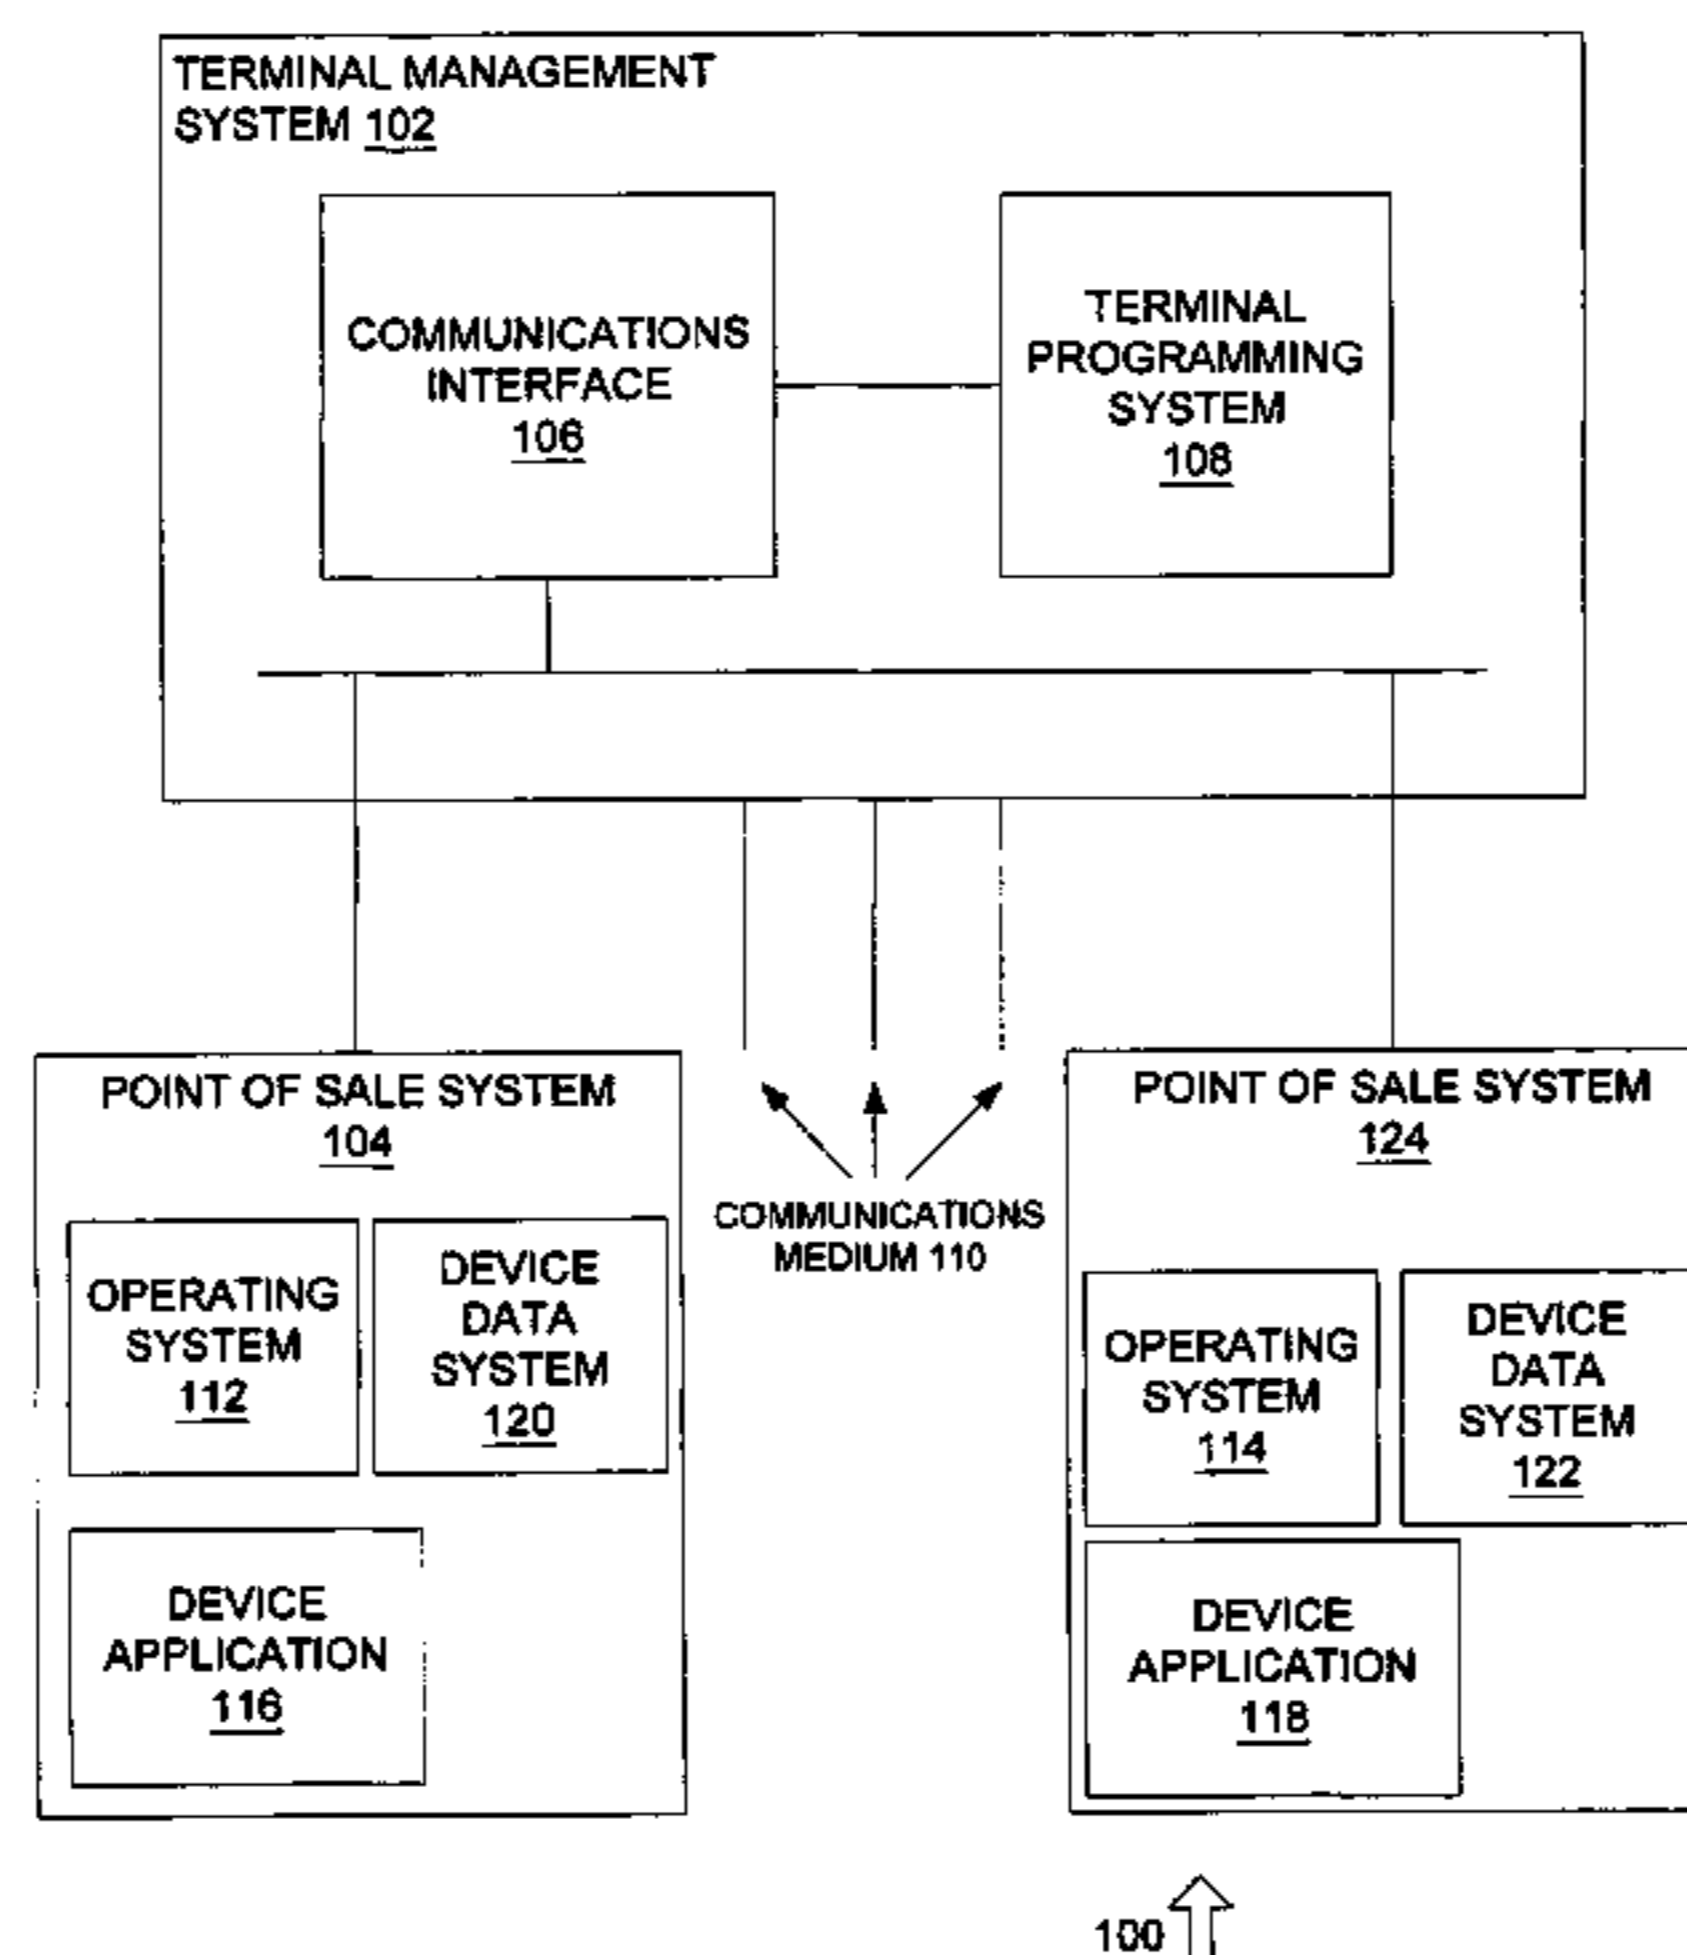 TERMINAL MANAGEMENT
SYSTEM 102
COMMUNICATIONS
INTERFACE
106
TERMINAL
PROGRAMMING
SYSTEM
108
POINT OF SALE SYSTEM
104
OPERATING
SYSTEM
112
DEVICE
DATA
SYSTEM
120
DEVICE
APPLICATION
116
COMMUNICATIONS
MEDIUM 110
POINT OF SALE SYSTEM
124
OPERATING
SYSTEM
114
DEVICE
DATA
SYSTEM
122
DEVICE
APPLICATION
118
100